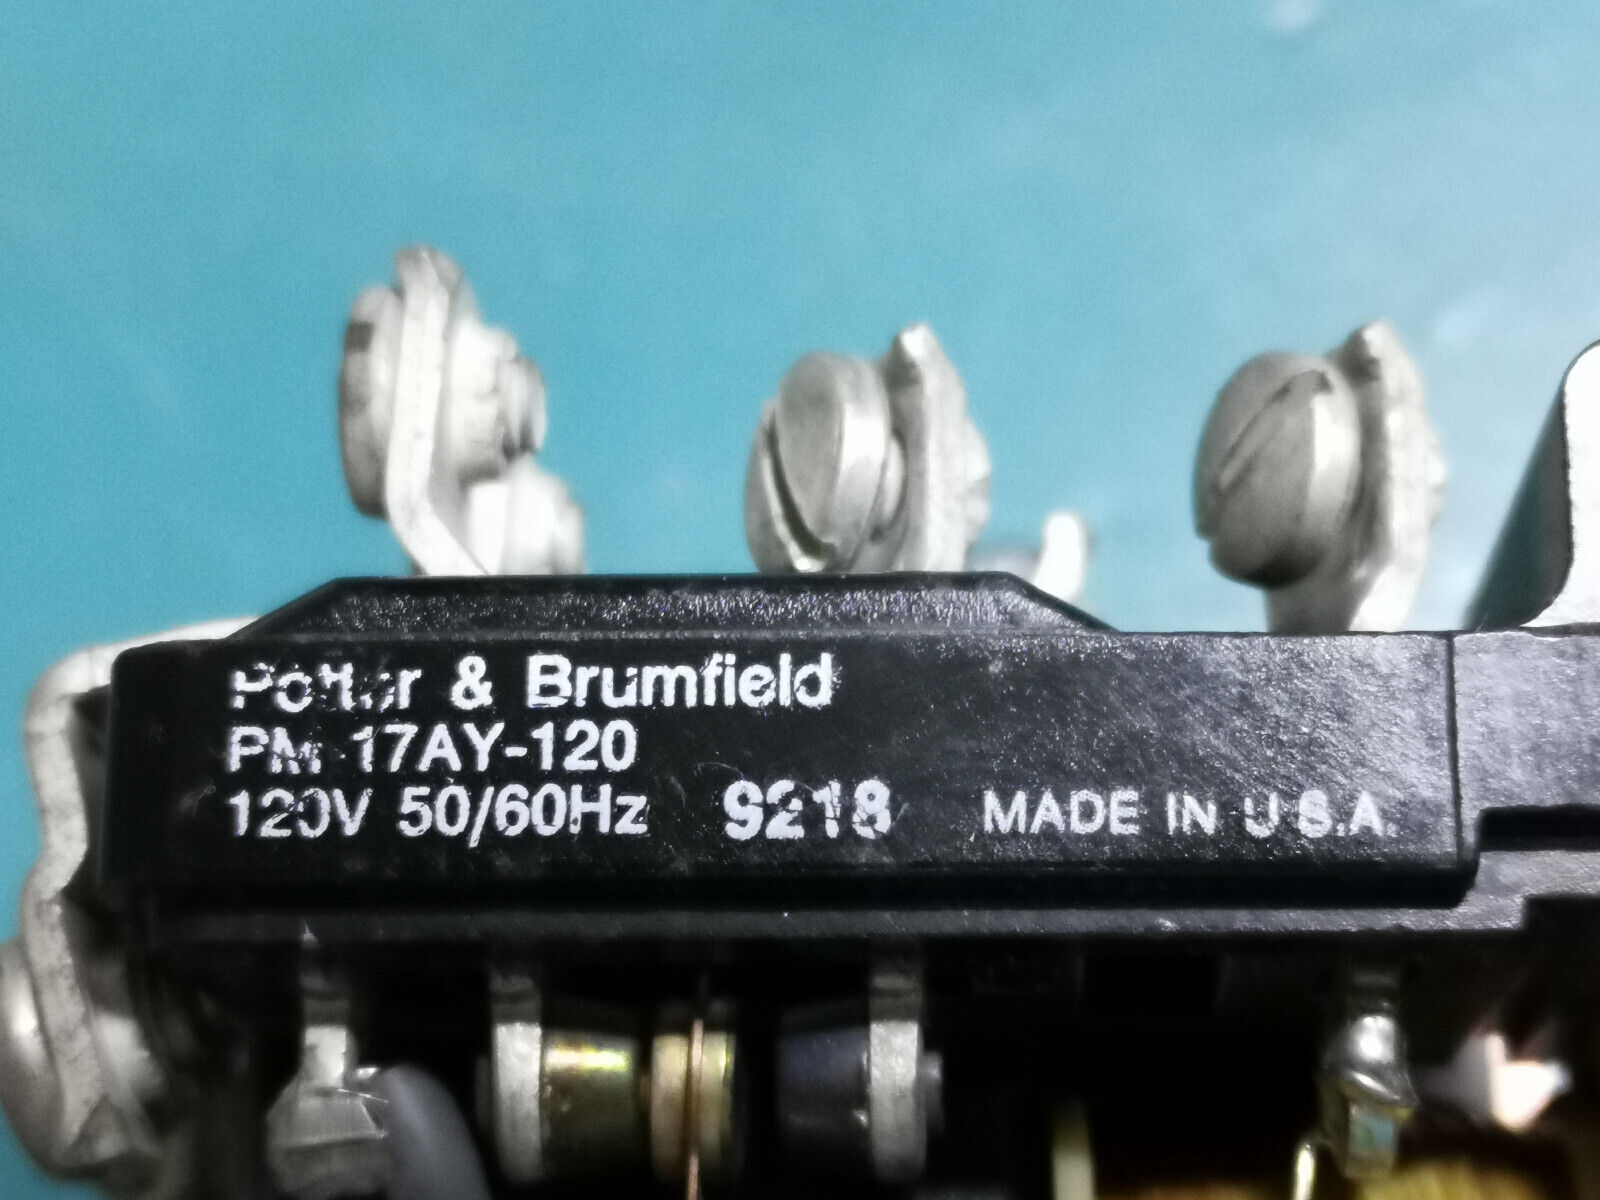 Potter & Brumfield
PM 17AY-120
120V 50/60Hz 9218 MADE IN U.S.A.